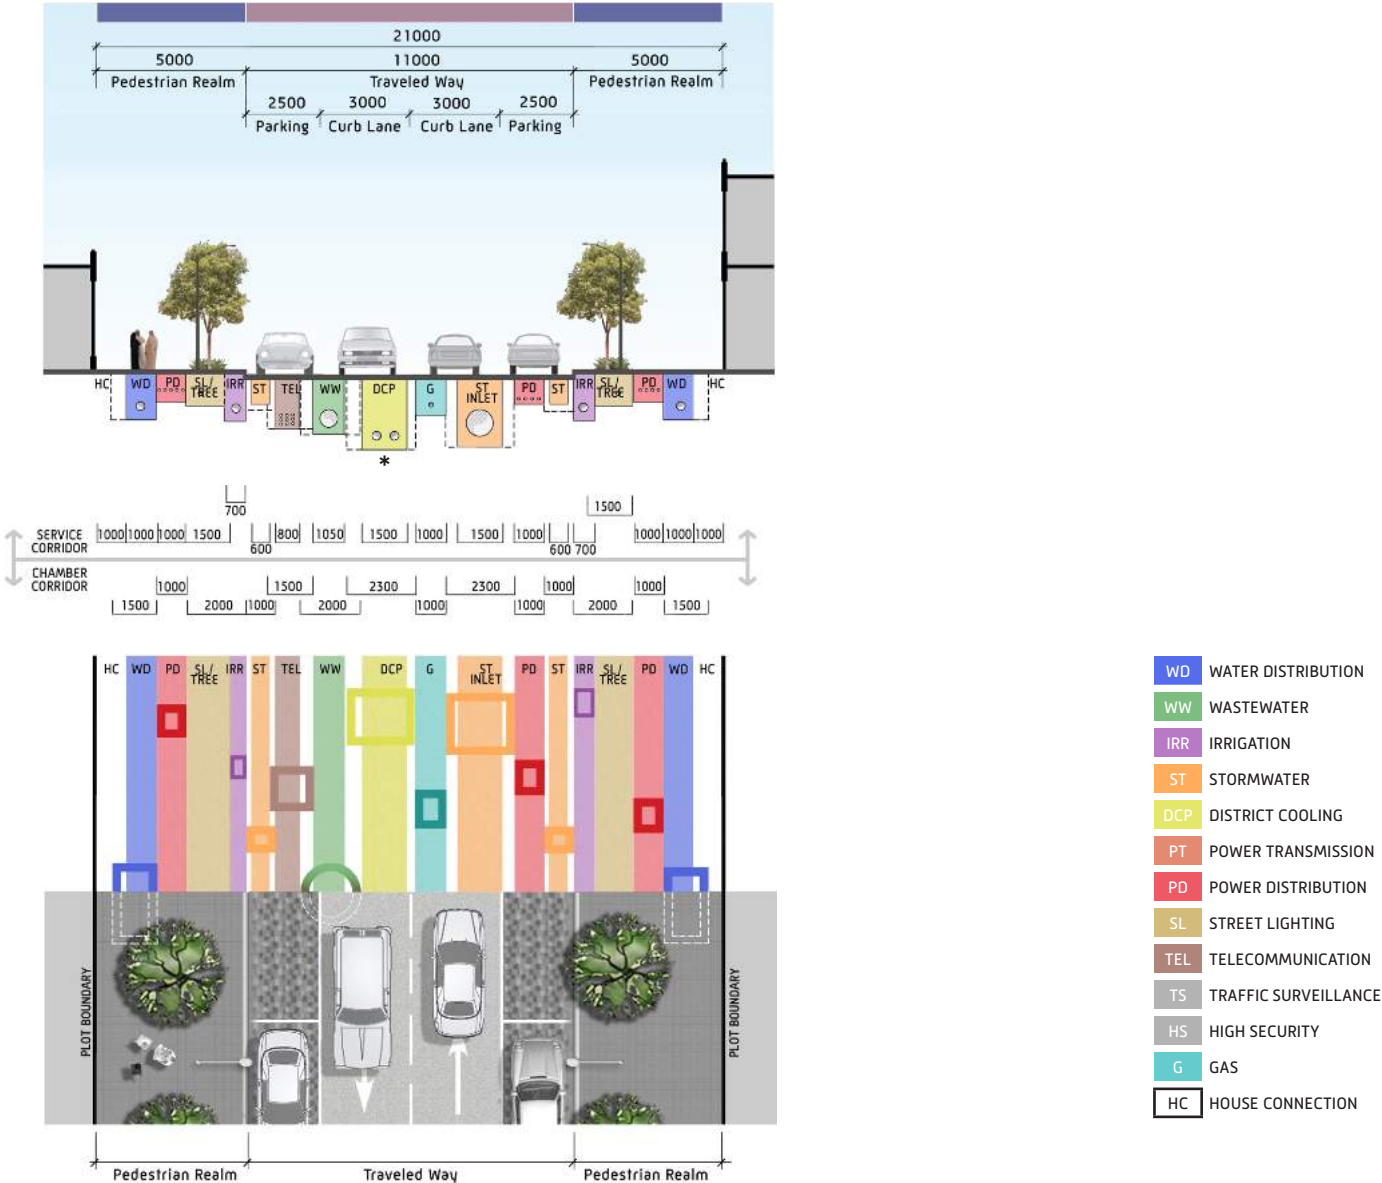 21000
5000 11000 5000
Pedestrian Realm Traveled Way Pedestrian Realm
2500 3000 3000 2500
Parking Curb Lane Curb Lane Parking
HC WD PD SL/ IRR ST TEL WW DCP G ST PD ST IRR SL/ PD WD HC
TREE INLET TREE
*
700 1500
SERVICE 1000 1000 1000 1500 800 1050 1500 1000 1500 1000 1000 1000 1000
CORRIDOR 600 600 700
CHAMBER
CORRIDOR 1000 1500 2300 2300 1000 1000
1500 2000 1000 2000 1000 1000 2000 1500
HC WD PD SL/ IRR ST TEL WW DCP G ST PD ST IRR SL/ PD WD HC
TREE INLET TREE
PLOT BOUNDARY
PLOT BOUNDARY
Pedestrian Realm Traveled Way Pedestrian Realm
WD WATER DISTRIBUTION
WW WASTEWATER
IRR IRRIGATION
ST STORMWATER
DCP DISTRICT COOLING
PT POWER TRANSMISSION
PD POWER DISTRIBUTION
SL STREET LIGHTING
TEL TELECOMMUNICATION
TS TRAFFIC SURVEILLANCE
HS HIGH SECURITY
G GAS
HC HOUSE CONNECTION